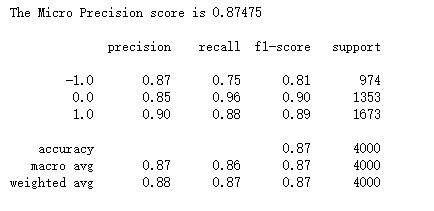 The Micro Precision score is 0.87475
precision recall f1-score support
-1.0 0.87 0.75 0.81 974
0.0 0.85 0.96 0.90 1353
1.0 0.90 0.88 0.89 1673
accuracy 0.87 4000
macro avg 0.87 0.86 0.87 4000
weighted avg 0.88 0.87 0.87 4000